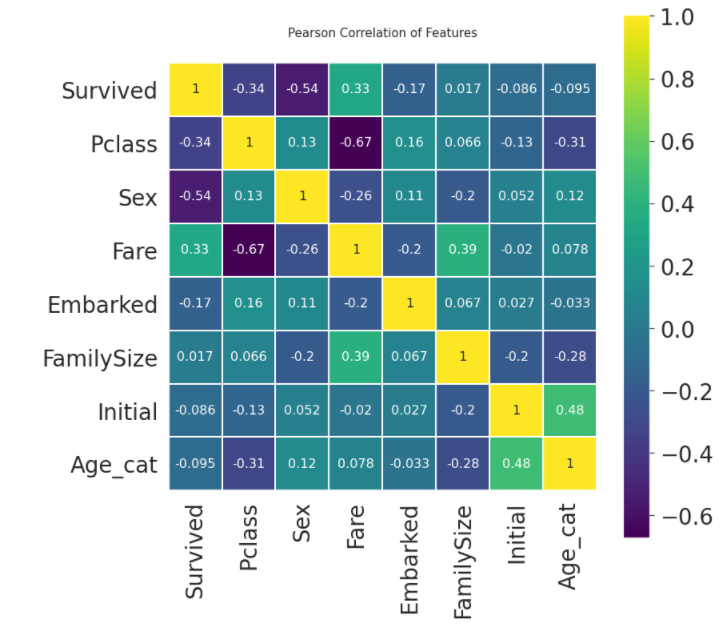 Pearson Correlation of Features
Survived 1 -0.34 -0.54 0.33 -0.17 0.017 -0.086 -0.095
Pclass -0.34 1 0.13 -0.67 0.16 0.066 -0.13 -0.31
Sex -0.54 0.13 1 -0.26 0.11 -0.2 0.052 0.12
Fare 0.33 -0.67 -0.26 1 -0.2 0.39 -0.02 0.078
Embarked -0.17 0.16 0.11 -0.2 1 0.067 0.027 -0.033
FamilySize 0.017 0.066 -0.2 0.39 0.067 1 -0.2 -0.28
Initial -0.086 -0.13 0.052 -0.02 0.027 -0.2 1 0.48
Age_cat -0.095 -0.31 0.12 0.078 -0.033 -0.28 0.48 1
Survived Pclass Sex Fare Embarked FamilySize Initial Age_cat
1.0
0.8
0.6
0.4
0.2
0.0
−0.2
−0.4
−0.6